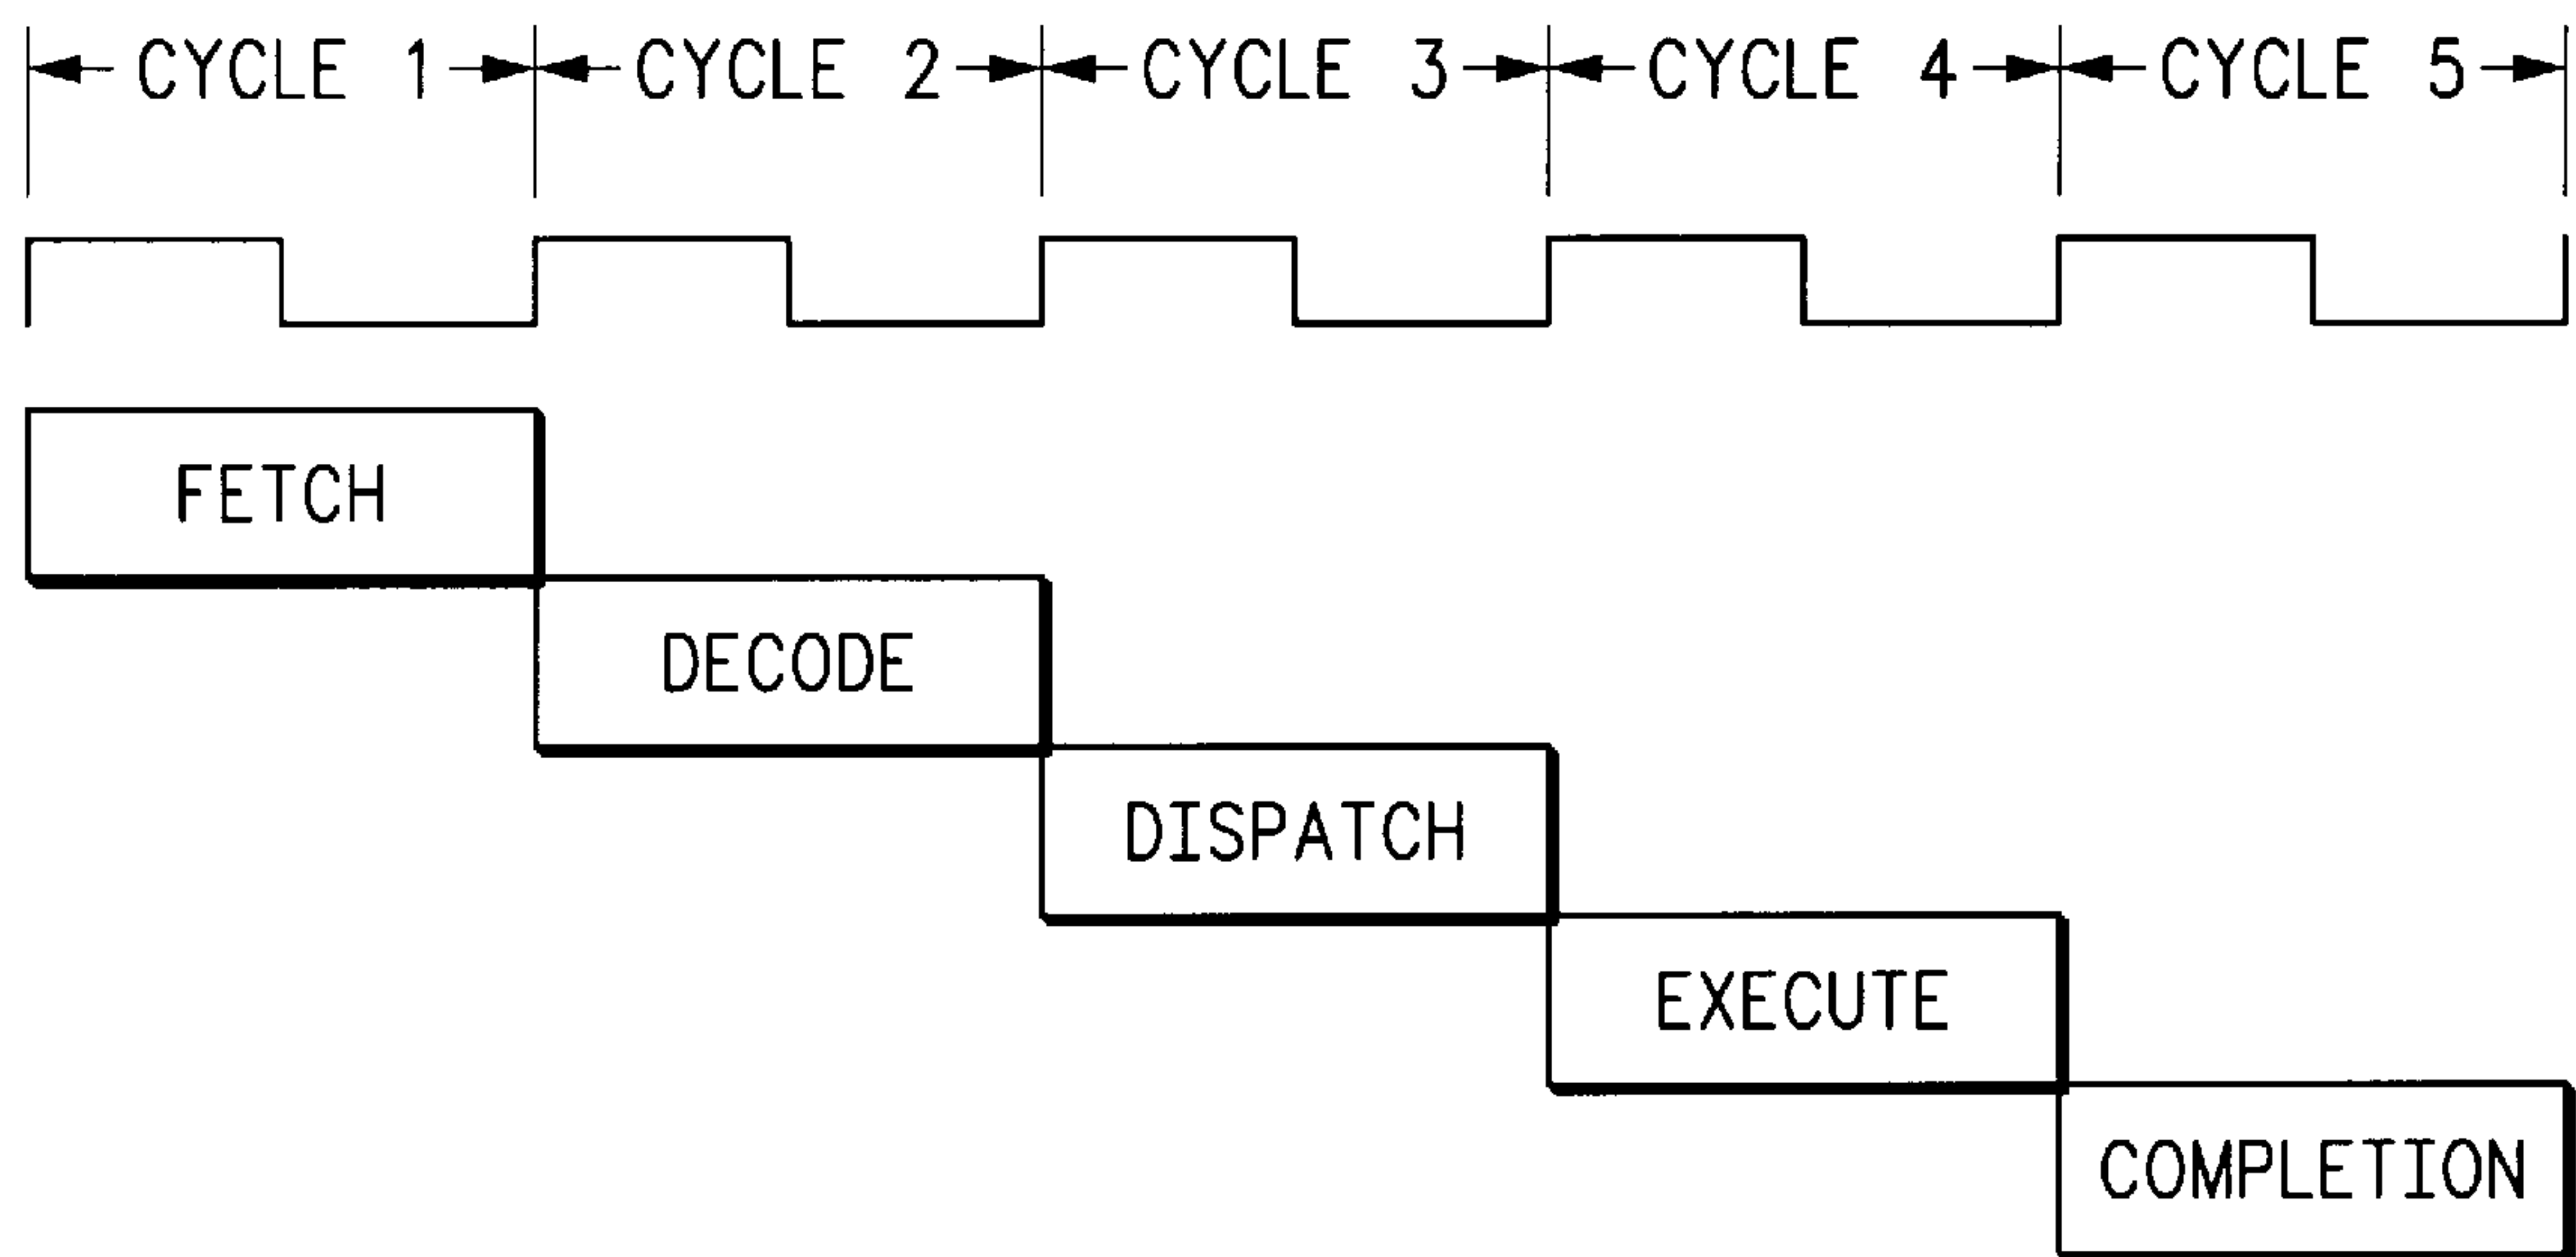 CYCLE 1 CYCLE 2 CYCLE 3 CYCLE 4 CYCLE 5
FETCH
DECODE
DISPATCH
EXECUTE
COMPLETION